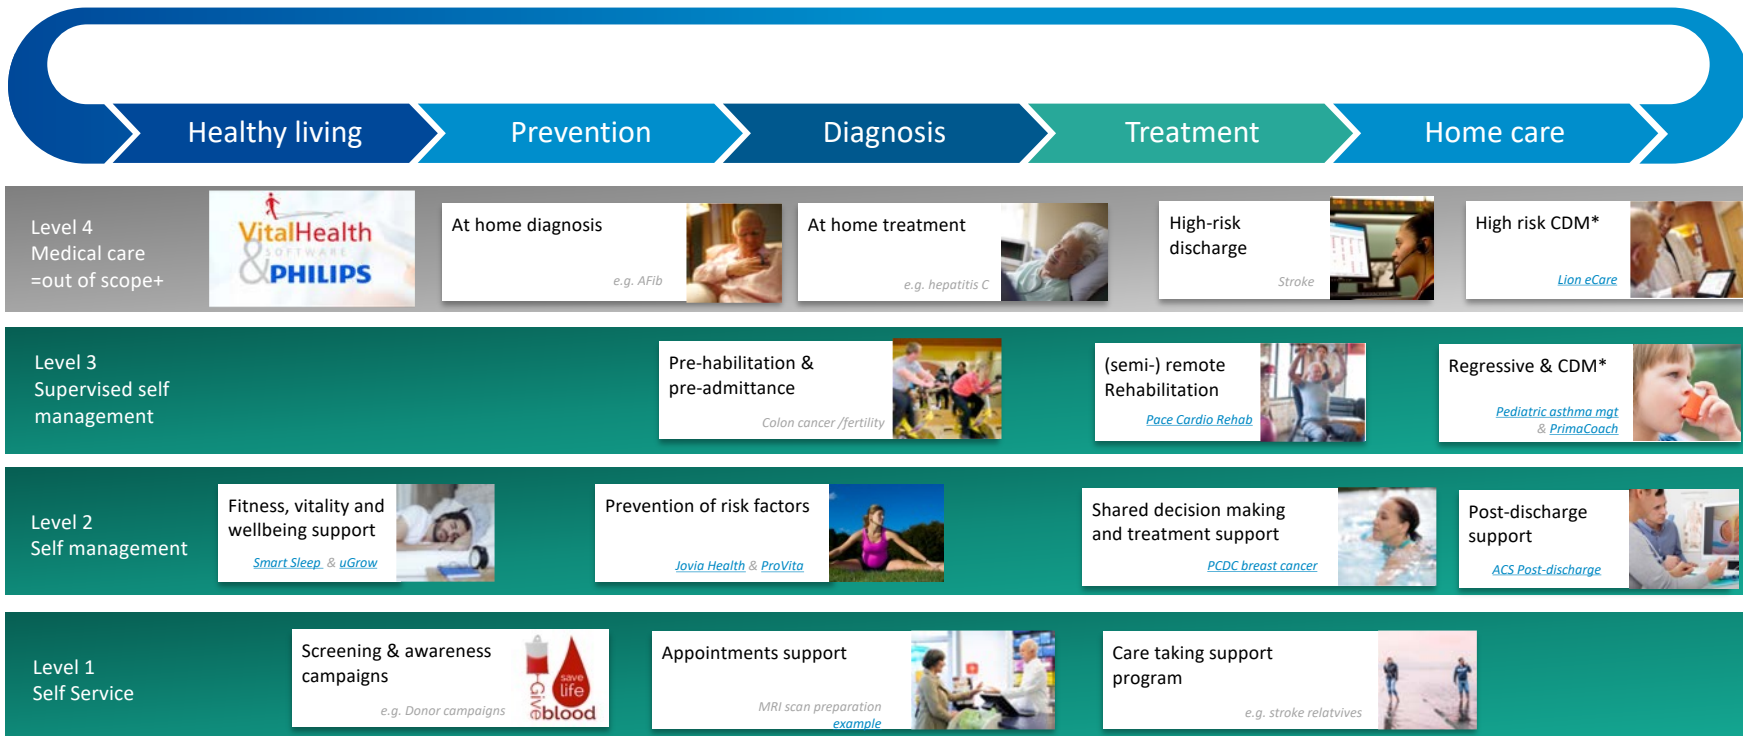 Healthy living
Prevention
Diagnosis
Treatment
Home care
Level 4
Medical care
=out of scope+
VitalHealth
SOFTWARE
& PHILIPS
At home diagnosis
e.g. AFib
At home treatment
e.g. hepatitis C
High-risk
discharge
Stroke
High risk CDM*
Lion eCare
Level 3
Supervised self
management
Pre-habilitation &
pre-admittance
Colon cancer /fertility
(semi-) remote
Rehabilitation
Pace Cardio Rehab
Regressive & CDM*
Pediatric asthma mgt
& PrimaCoach
Level 2
Self management
Fitness, vitality and
wellbeing support
Smart Sleep & uGrow
Prevention of risk factors
Jovia Health & ProVita
Shared decision making
and treatment support
PCDC breast cancer
Post-discharge
support
ACS Post-discharge
Level 1
Self Service
Screening & awareness
campaigns
e.g. Donor campaigns
save
life
Give
blood
Appointments support
MRI scan preparation
example
Care taking support
program
e.g. stroke relatvives